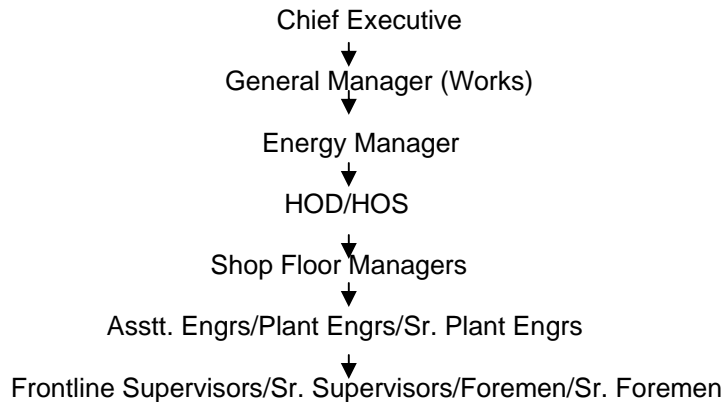 Chief Executive
General Manager (Works)
Energy Manager
HOD/HOS
Shop Floor Managers
Asstt. Engrs/Plant Engrs/Sr. Plant Engrs
Frontline Supervisors/Sr. Supervisors/Foremen/Sr. Foremen